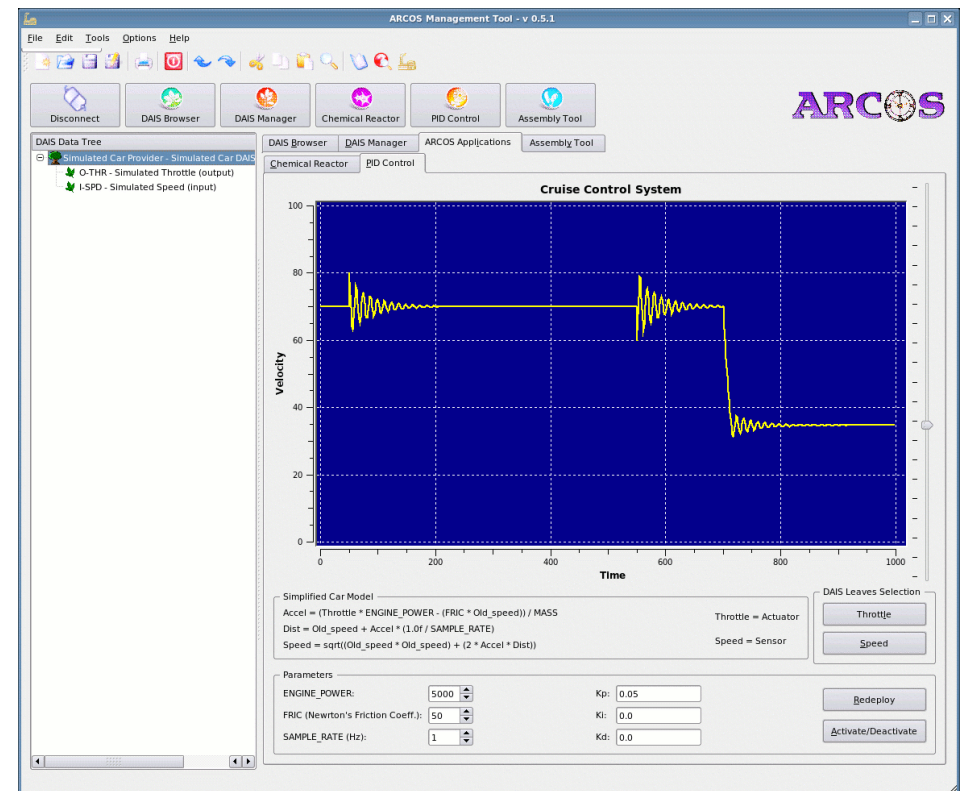 ARCOS Management Tool - v 0.5.1
File Edit Tools Options Help
Disconnect
DAIS Browser
DAIS Manager
Chemical Reactor
PID Control
Assembly Tool
ARCOS
DAIS Data Tree
Simulated Car Provider - Simulated Car DAIS
O-THR - Simulated Throttle (output)
I-SPD - Simulated Speed (input)
DAIS Browser DAIS Manager ARCOS Applications Assembly Tool
Chemical Reactor PID Control
Cruise Control System
100
80
60
40
20
0
Velocity
0 200 400 600 800 1000
Time
Simplified Car Model
Accel = (Throttle * ENGINE_POWER - (FRIC * Old_speed)) / MASS
Dist = Old_speed + Accel * (1.0f / SAMPLE_RATE)
Speed = sqrt((Old_speed * Old_speed) + (2 * Accel * Dist))
Throttle = Actuator
Speed = Sensor
DAIS Leaves Selection
Throttle
Speed
Parameters
ENGINE_POWER: 5000
FRIC (Newton's Friction Coeff.): 50
SAMPLE_RATE (Hz): 1
Kp: 0.05
Ki: 0.0
Kd: 0.0
Redeploy
Activate/Deactivate